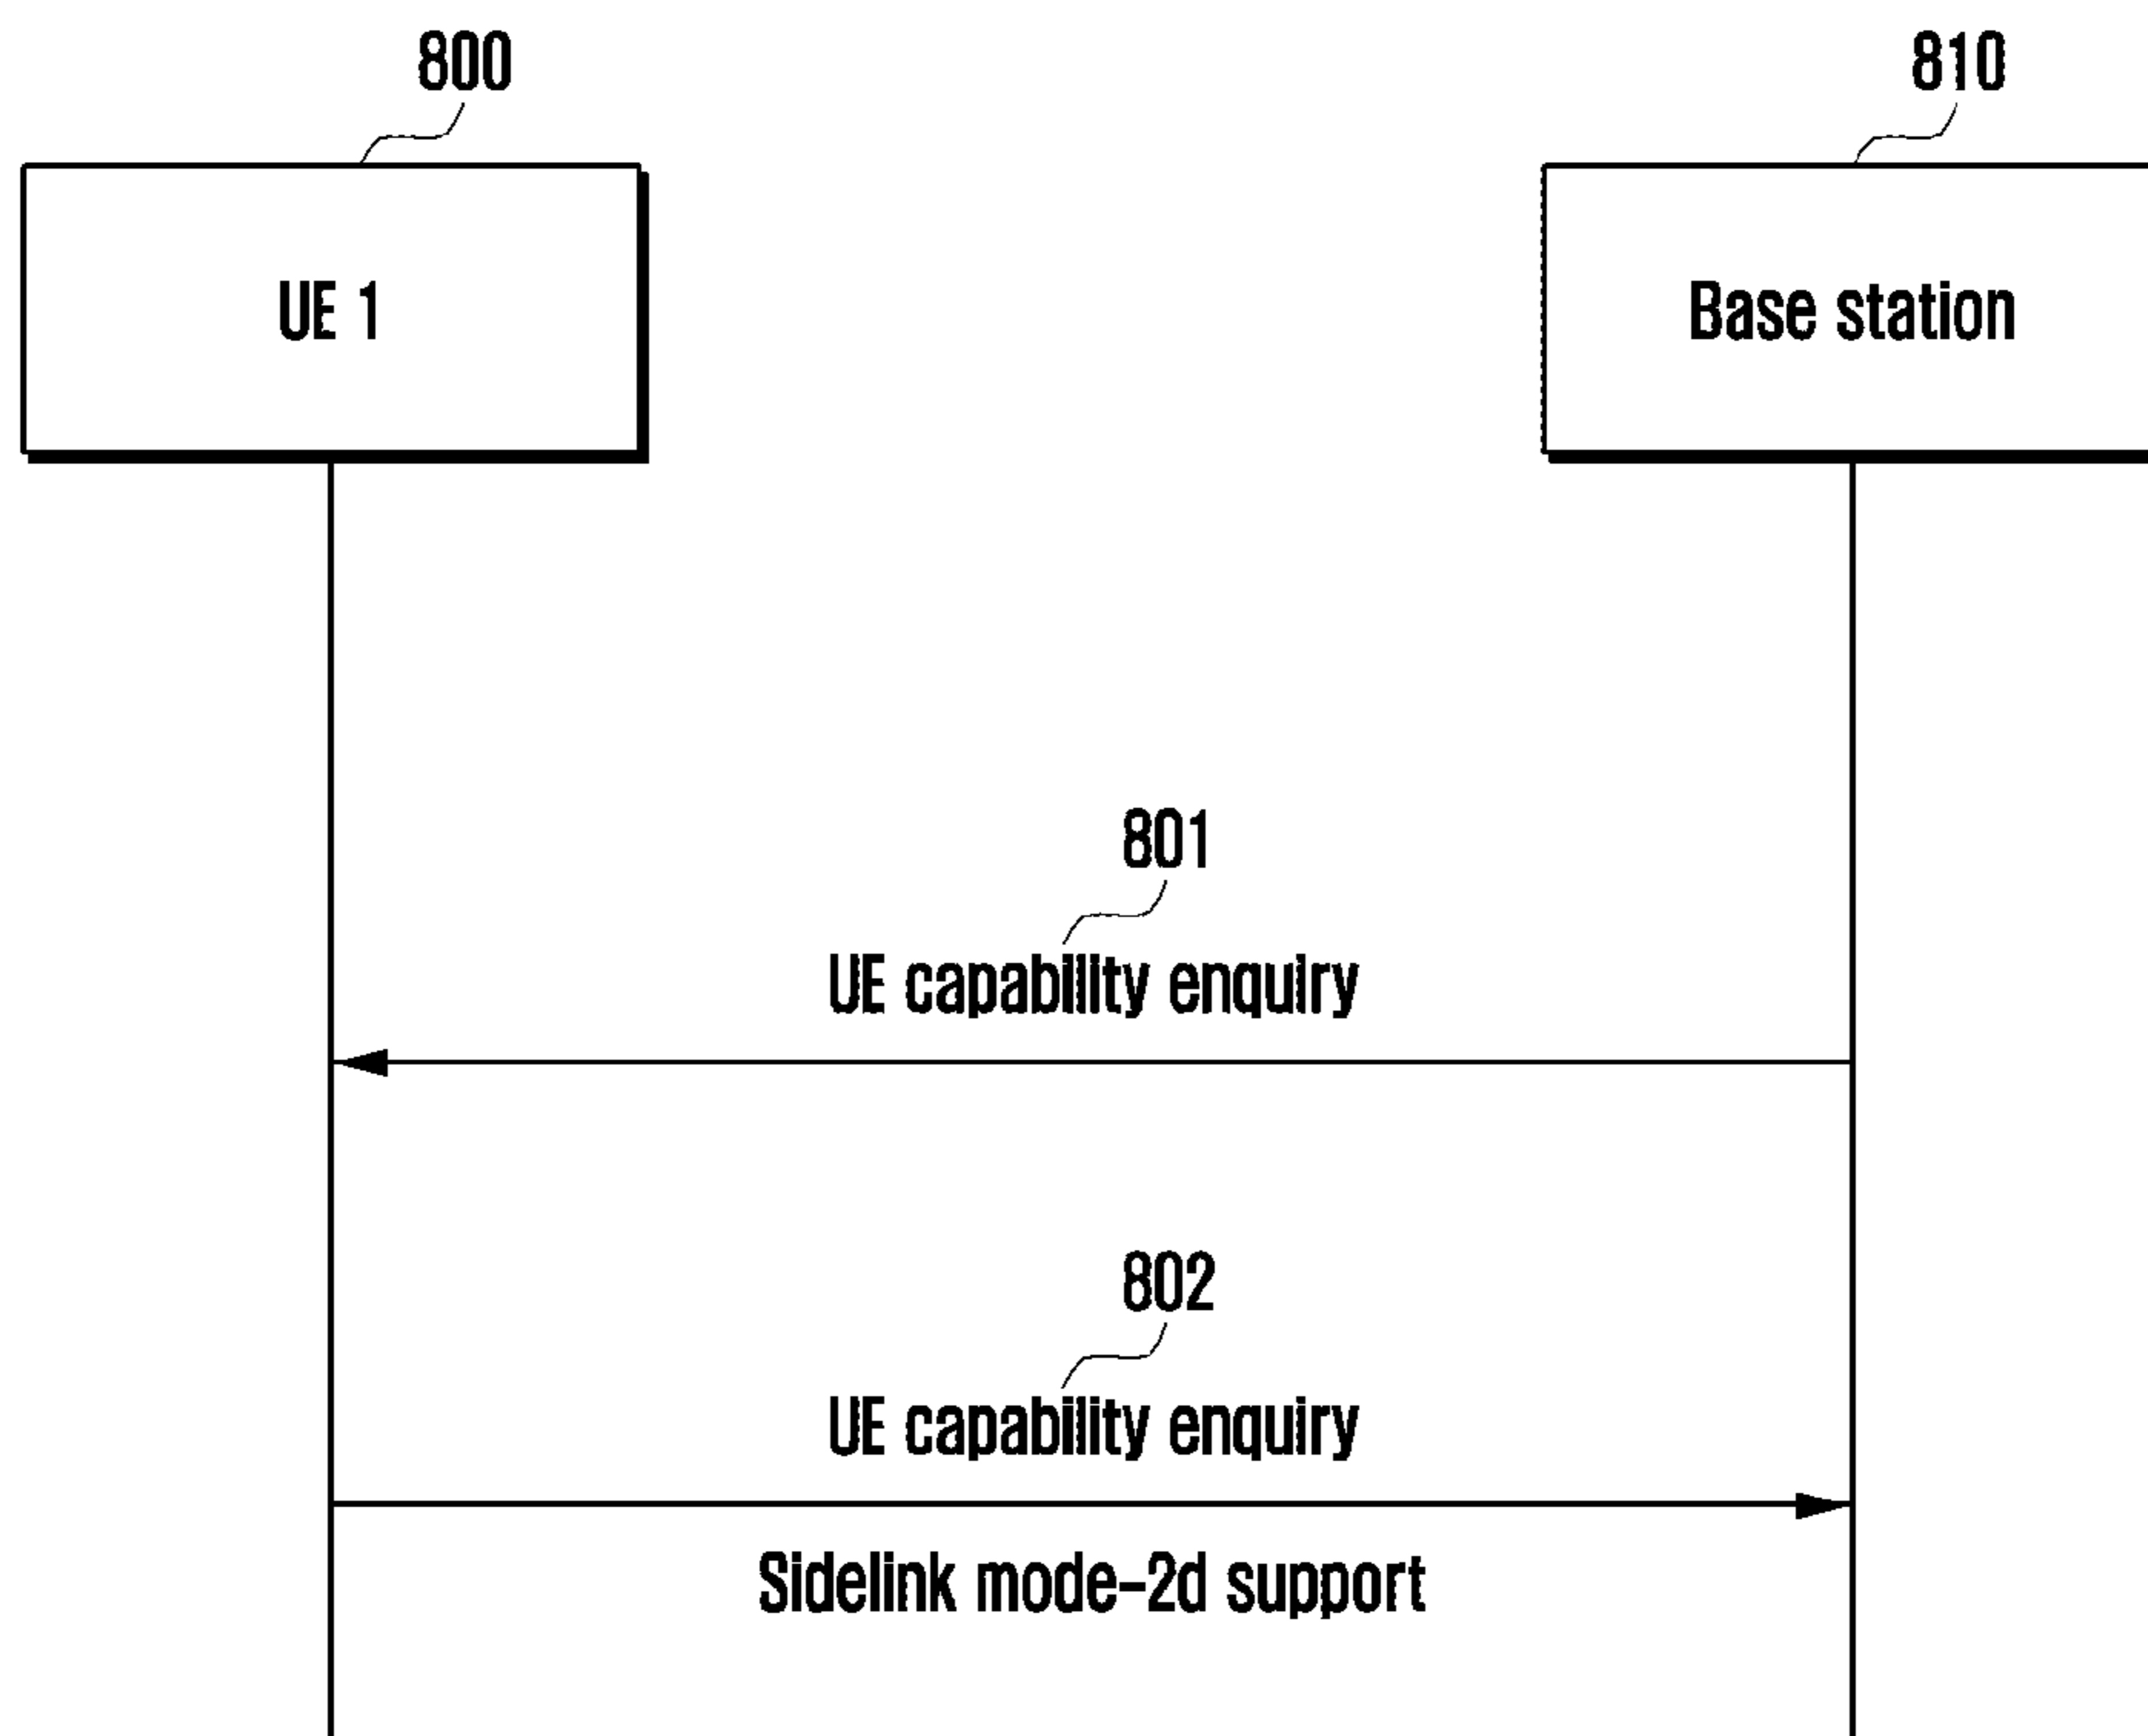 800
810
UE 1
Base station
801
UE capability enquiry
802
UE capability enquiry
Sidelink mode-2d support